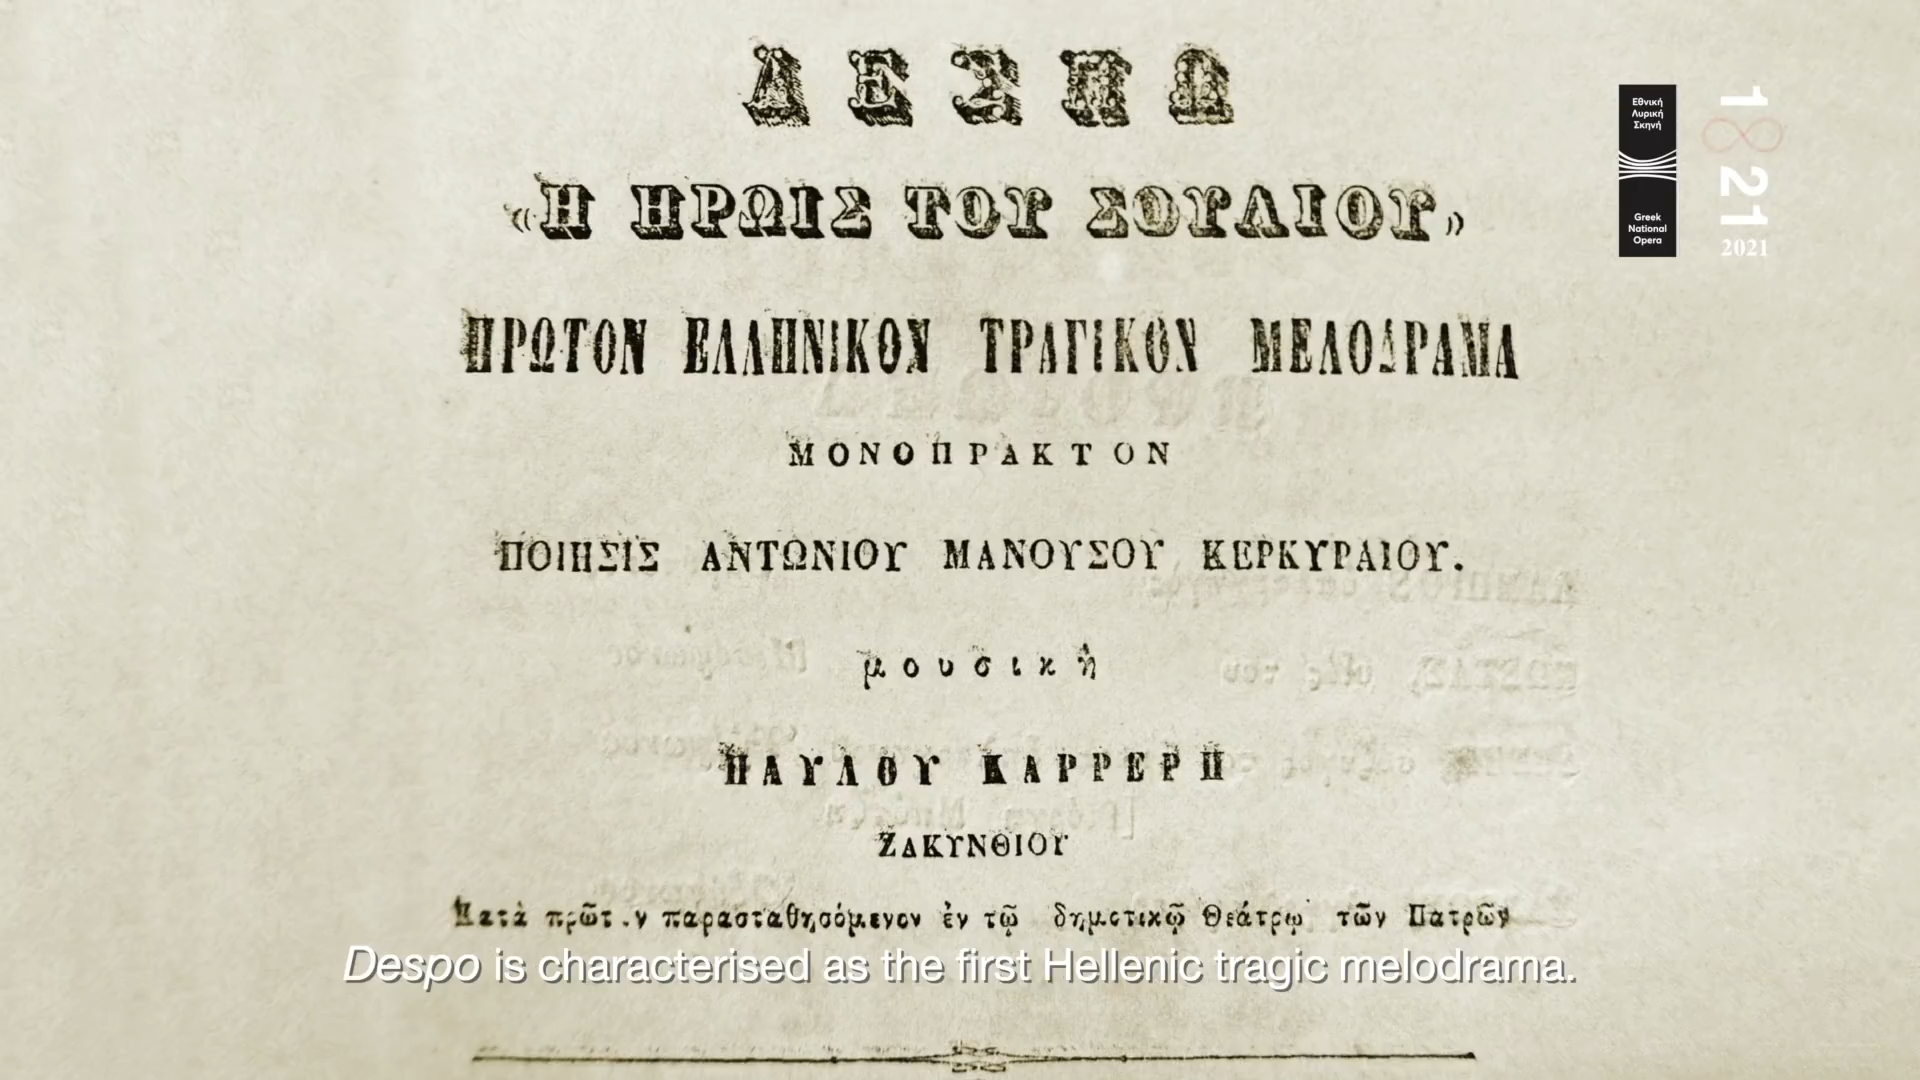 ΔΕΣΠΩ
«Η ΗΡΩΙΣ ΤΟΥ ΣΟΥΛΙΟΥ»
ΠΡΩΤΟΝ ΕΛΛΗΝΙΚΟΝ ΤΡΑΓΙΚΟΝ ΜΕΛΟΔΡΑΜΑ
ΜΟΝΟΠΡΑΚΤΟΝ
ΠΟΙΗΣΙΣ ΑΝΤΩΝΙΟΥ ΜΑΝΟΥΣΟΥ ΚΕΡΚΥΡΑΙΟΥ.
μουσικὴ
ΠΑΥΛΟΥ ΚΑΡΡΕΡΗ
ΖΑΚΥΝΘΙΟΥ
Κατὰ παρασταθησόμενον ἐν τῷ δημοτικῷ Θεάτρῳ τῶν Πατρῶν
Despo is characterised as the first Hellenic tragic melodrama.
Εθνική
Λυρική
Σκηνή
Greek
National
Opera
1821
2021